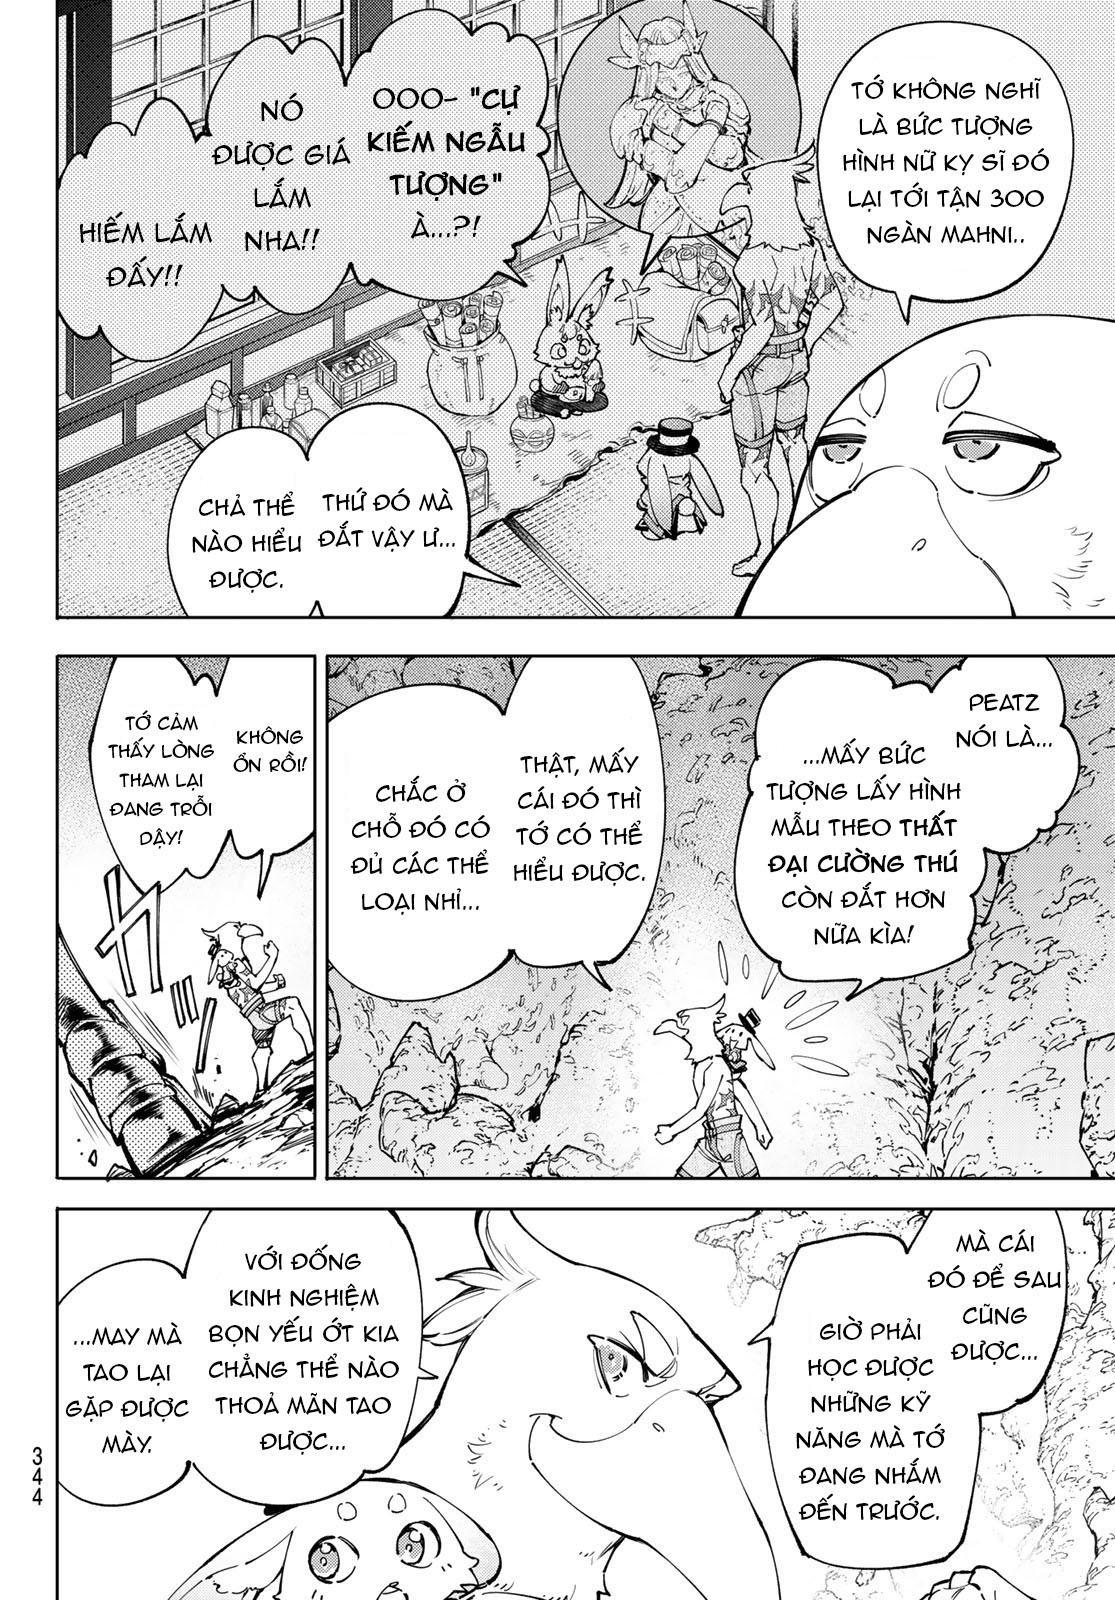 TỚ KHÔNG NGHĨ
LÀ BỨC TƯỢNG
HÌNH NỮ KỴ SĨ ĐÓ
LẠI TỚI TẬN 300
NGÀN MAHNI..
OOO- "CỰ
KIẾM NGẪU
TƯỢNG"
À...?!
NÓ
ĐƯỢC GIÁ
LẮM
NHA!!
HIẾM LẮM
ĐẤY!!
THỨ ĐÓ MÀ
ĐẮT VẬY Ư...
CHẢ THỂ
NÀO HIỂU
ĐƯỢC.
PEATZ
NÓI LÀ...
...MẤY BỨC
TƯỢNG LẤY HÌNH
MẪU THEO THẤT
ĐẠI CƯỜNG THÚ
CÒN ĐẮT HƠN
NỮA KÌA!
THẬT, MẤY
CÁI ĐÓ THÌ
TỚ CÓ THỂ
HIỂU ĐƯỢC.
CHẮC Ở
CHỖ ĐÓ CÓ
ĐỦ CÁC THỂ
LOẠI NHỈ...
KHÔNG
ỔN RỒI!
TỚ CẢM
THẤY LÒNG
THAM LẠI
ĐANG TRỖI
DẬY!
MÀ CÁI
ĐÓ ĐỂ SAU
CŨNG
ĐƯỢC...
GIỜ PHẢI
HỌC ĐƯỢC
NHỮNG KỸ
NĂNG MÀ TỚ
ĐANG NHẮM
ĐẾN TRƯỚC.
VỚI ĐỐNG
KINH NGHIỆM
BỌN YẾU ỚT KIA
CHẲNG THỂ NÀO
THOẢ MÃN TAO
ĐƯỢC...
...MAY MÀ
TAO LẠI
GẶP ĐƯỢC
MÀY.
344